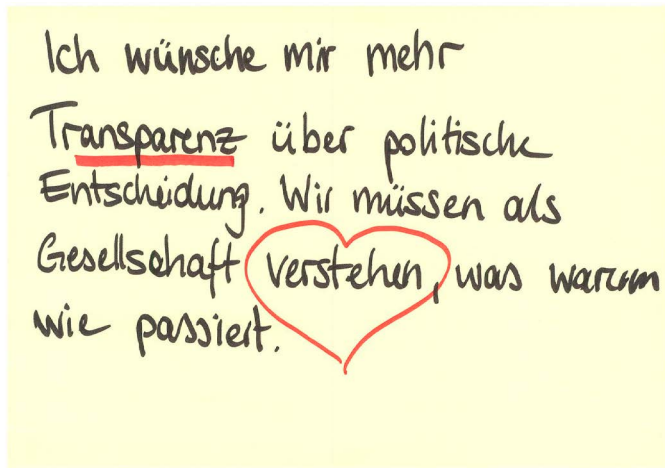 Ich wünsche mir mehr
Transparenz über politische
Entscheidung. Wir müssen als
Gesellschaft verstehen, was warum
wie passiert.